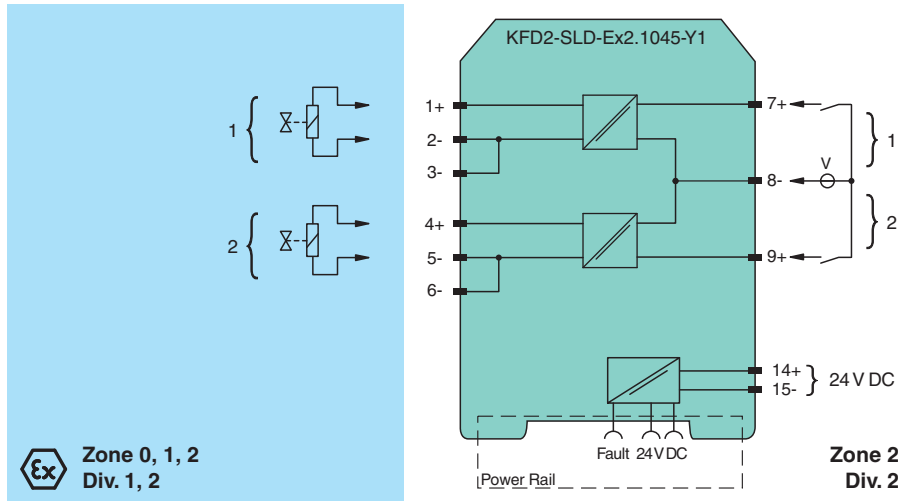 KFD2-SLD-Ex2.1045-Y1
1
1+
2-
3-
7+
V
8-
1
2
4+
5-
6-
9+
2
14+
15-
24 V DC
Fault 24 V DC
Power Rail
Ex
Zone 0, 1, 2
Div. 1, 2
Zone 2
Div. 2